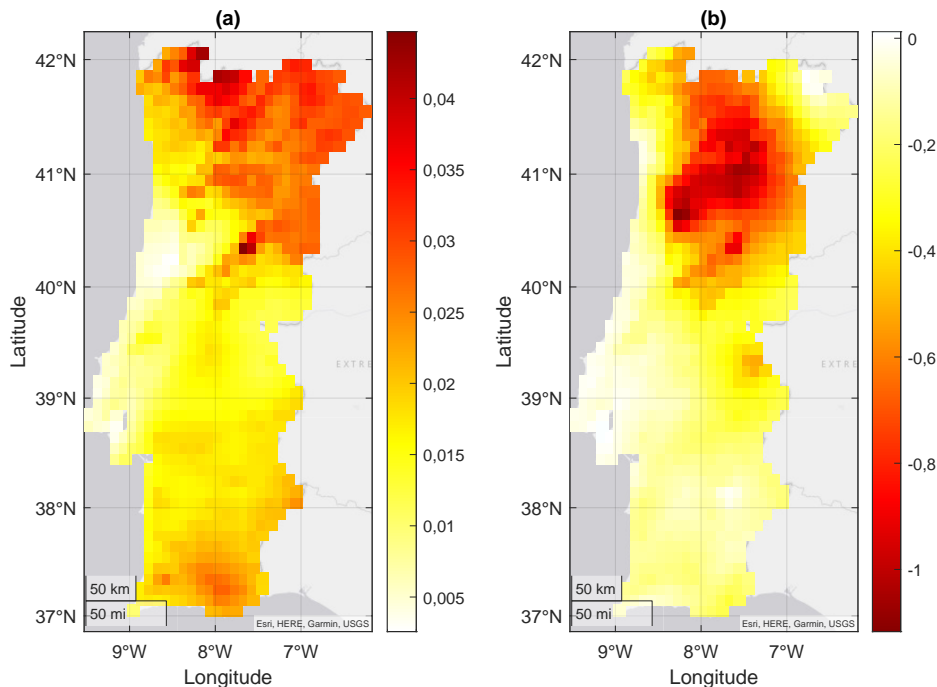 (a)
42°N
41°N
40°N
39°N
38°N
37°N
Latitude
EXTRE
50 km
50 mi
Esri, HERE, Garmin, USGS
9°W
8°W
7°W
Longitude
0,04
0,035
0,03
0,025
0,02
0,015
0,01
0,005
(b)
42°N
41°N
40°N
39°N
38°N
37°N
Latitude
EXTRE
50 km
50 mi
Esri, HERE, Garmin, USGS
9°W
8°W
7°W
Longitude
0
-0,2
-0,4
-0,6
-0,8
-1